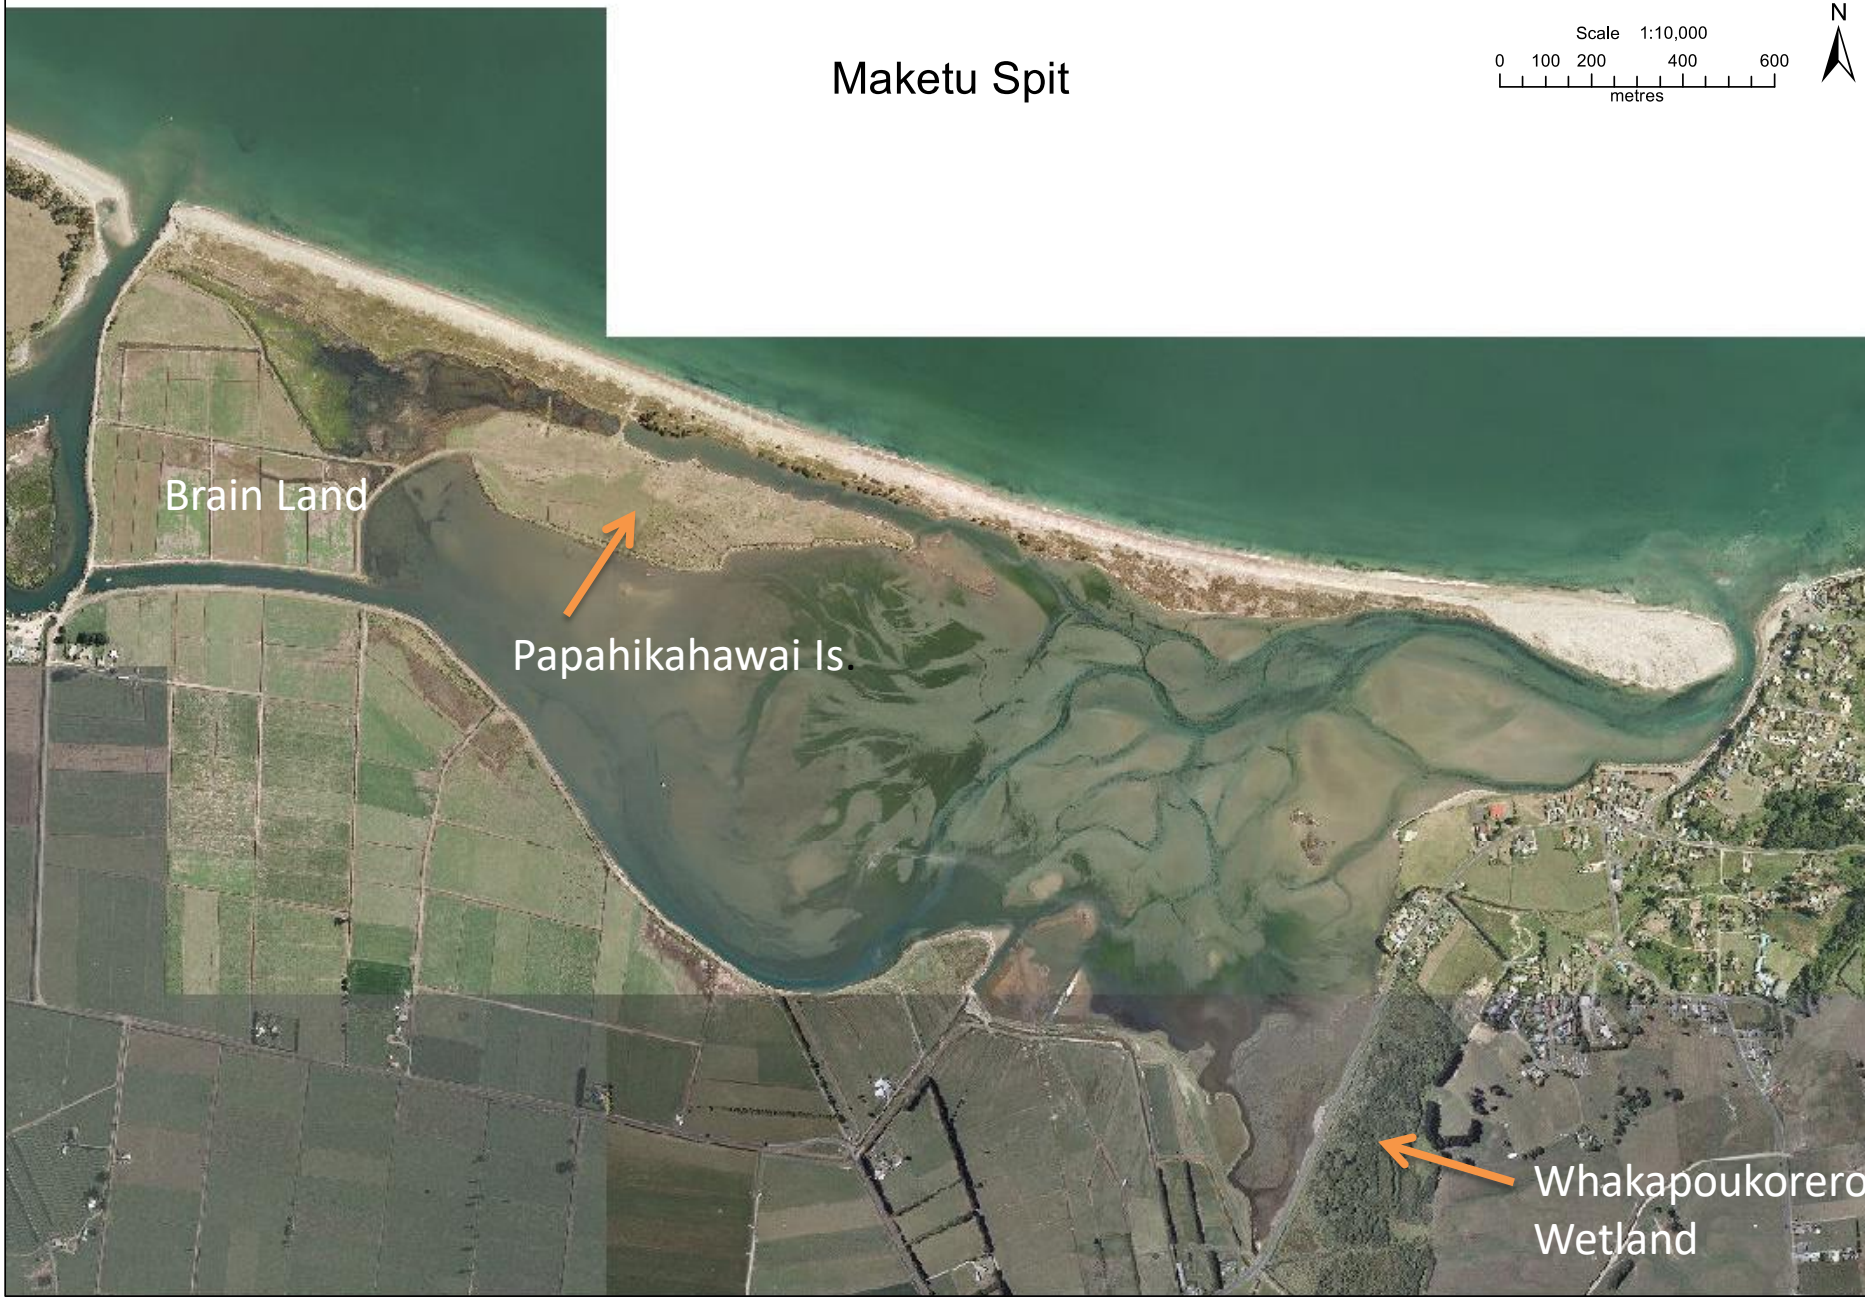 Maketu Spit
Scale 1:10,000
0 100 200 400 600
metres
N
Brain Land
Papahikahawai Is.
Whakapoukorero
Wetland